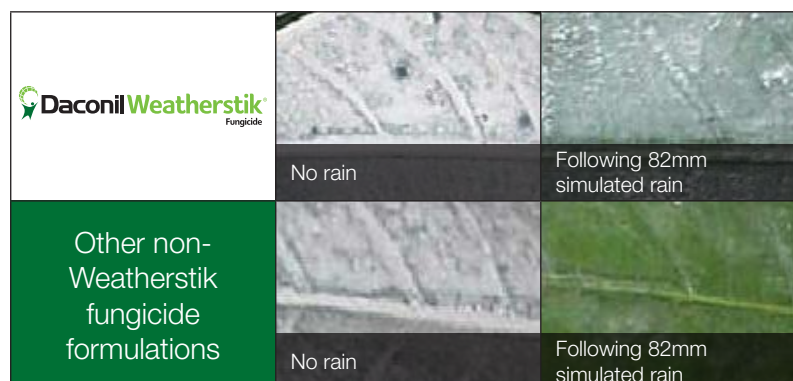 Daconil Weatherstik®
Fungicide
No rain
Following 82mm
simulated rain
Other non-
Weatherstik
fungicide
formulations
No rain
Following 82mm
simulated rain